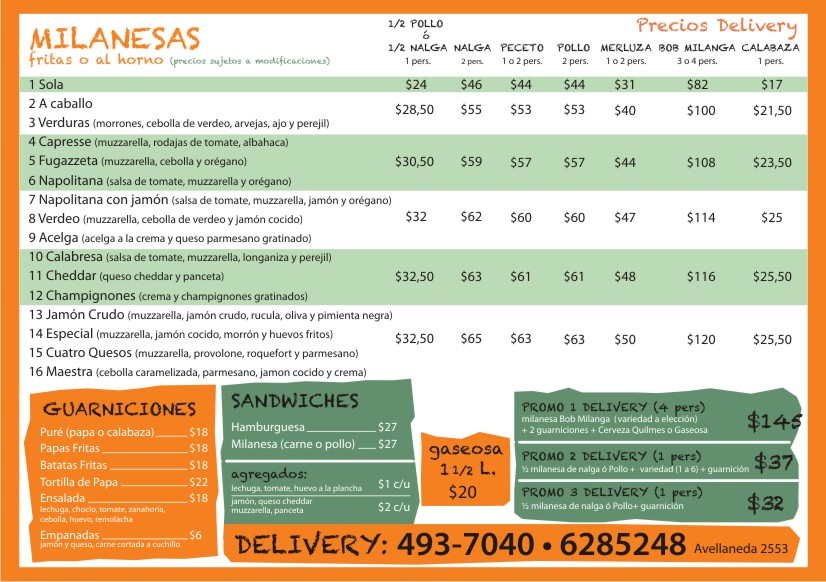 MILANESAS
fritas o al horno (precios sujetos a modificaciones)
Precios Delivery
1/2 POLLO
ó
1/2 NALGA NALGA PECETO POLLO MERLUZA BOB MILANGA CALABAZA
1 pers. 2 pers. 1 o 2 pers. 2 pers. 1 o 2 pers. 3 o 4 pers. 1 pers.
1 Sola $24 $46 $44 $44 $31 $82 $17
2 A caballo
$28,50 $55 $53 $53 $40 $100 $21,50
3 Verduras (morrones, cebolla de verdeo, arvejas, ajo y perejil)
4 Capresse (muzzarella, rodajas de tomate, albahaca)
5 Fugazzeta (muzzarella, cebolla y orégano) $30,50 $59 $57 $57 $44 $108 $23,50
6 Napolitana (salsa de tomate, muzzarella y orégano)
7 Napolitana con jamón (salsa de tomate, muzzarella, jamón y orégano)
8 Verdeo (muzzarella, cebolla de verdeo y jamón cocido) $32 $62 $60 $60 $47 $114 $25
9 Acelga (acelga a la crema y queso parmesano gratinado)
10 Calabresa (salsa de tomate, muzzarella, longaniza y perejil)
11 Cheddar (queso cheddar y panceta) $32,50 $63 $61 $61 $48 $116 $25,50
12 Champignones (crema y champignones gratinados)
13 Jamón Crudo (muzzarella, jamón crudo, rucula, oliva y pimienta negra)
14 Especial (muzzarella, jamón cocido, morrón y huevos fritos) $32,50 $65 $63 $63 $50 $120 $25,50
15 Cuatro Quesos (muzzarella, provolone, roquefort y parmesano)
16 Maestra (cebolla caramelizada, parmesano, jamon cocido y crema)
GUARNICIONES
Puré (papa o calabaza) $18
Papas Fritas $18
Batatas Fritas $18
Tortilla de Papa $22
Ensalada $18
lechuga, choclo, tomate, zanahoria,
cebolla, huevo, remolacha
Empanadas $6
jamón y queso, carne cortada a cuchillo
SANDWICHES
Hamburguesa $27
Milanesa (carne o pollo) $27
agregados:
lechuga, tomate, huevo a la plancha $1 c/u
jamón, queso cheddar
muzzarella, panceta $2 c/u
gaseosa
1 1/2 L.
$20
PROMO 1 DELIVERY (4 pers)
milanesa Bob Milanga (variedad a elección)
+ 2 guarniciones + Cerveza Quilmes o Gaseosa
$145
PROMO 2 DELIVERY (1 pers)
½ milanesa de nalga ó Pollo + variedad (1 a 6) + guarnición
$37
PROMO 3 DELIVERY (1 pers)
½ milanesa de nalga ó Pollo+ guarnición
$32
DELIVERY: 493-7040 • 6285248 Avellaneda 2553